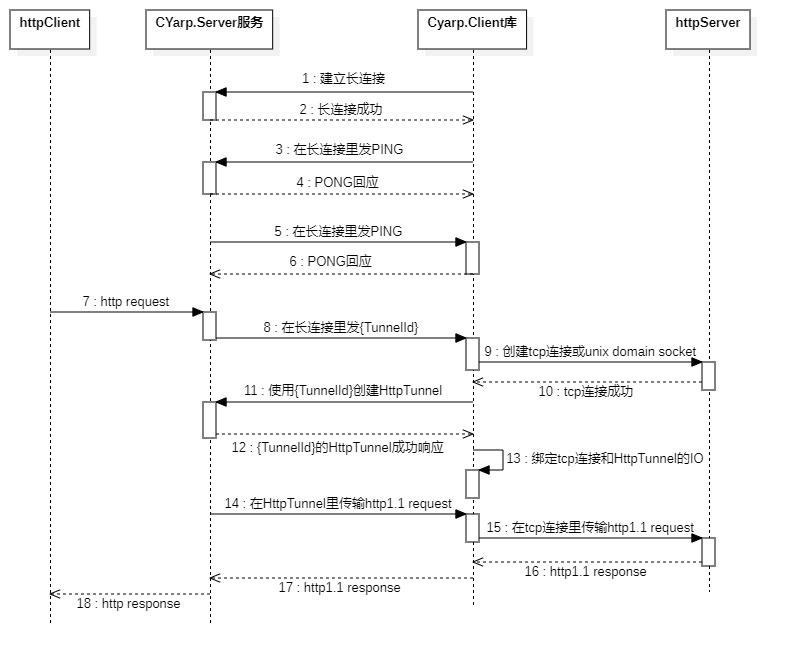 httpClient
CYarp.Server服务
Cyarp.Client库
httpServer
1 : 建立长连接
2 : 长连接成功
3 : 在长连接里发PING
4 : PONG回应
5 : 在长连接里发PING
6 : PONG回应
7 : http request
8 : 在长连接里发{TunnelId}
9 : 创建tcp连接或unix domain socket
10 : tcp连接成功
11 : 使用{TunnelId}创建HttpTunnel
12 : {TunnelId}的HttpTunnel成功响应
13 : 绑定tcp连接和HttpTunnel的IO
14 : 在HttpTunnel里传输http1.1 request
15 : 在tcp连接里传输http1.1 request
16 : http1.1 response
17 : http1.1 response
18 : http response